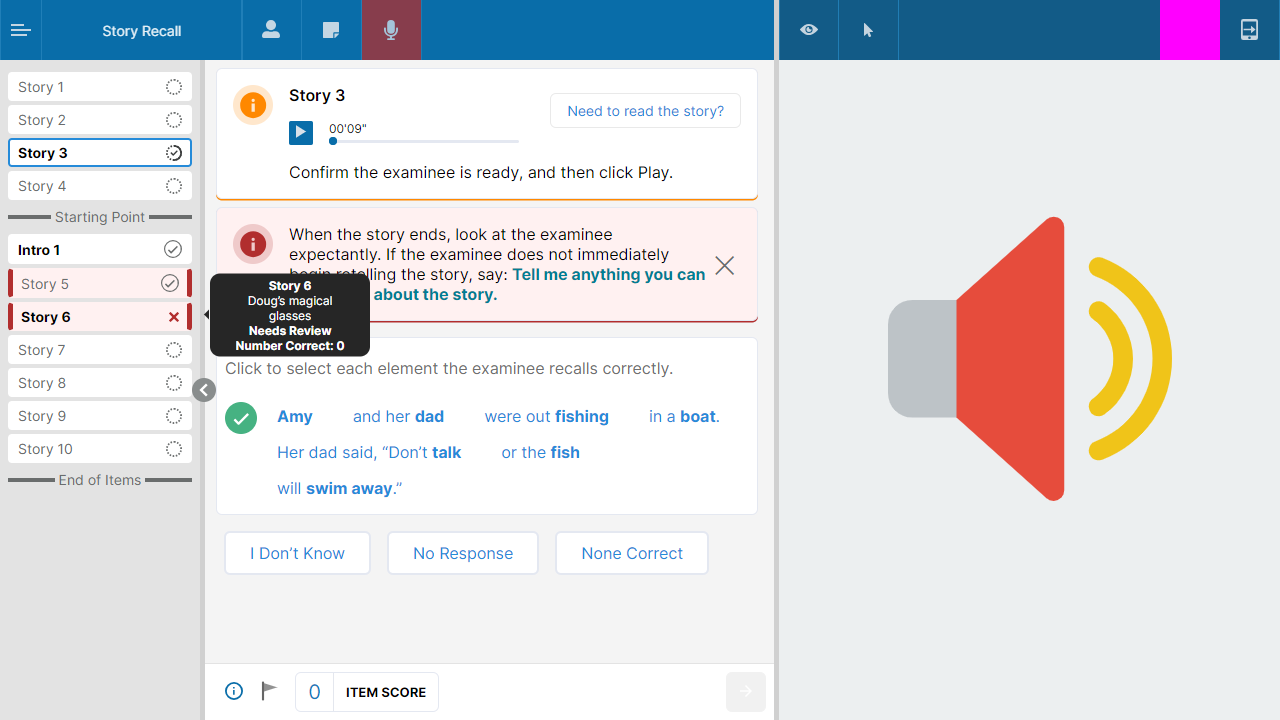 Story Recall
Story 1
Story 2
Story 3
Story 4
Starting Point
Intro 1
Story 5
Story 6
Story 7
Story 8
Story 9
Story 10
End of Items
Story 3
00'09"
Need to read the story?
Confirm the examinee is ready, and then click Play.
When the story ends, look at the examinee
expectantly. If the examinee does not immediately
retelling the story, say: Tell me anything you can
about the story.
Story 6
Doug’s magical
glasses
Needs Review
Number Correct: 0
Click to select each element the examinee recalls correctly.
Amy and her dad were out fishing in a boat.
Her dad said, “Don’t talk or the fish
will swim away.”
I Don’t Know
No Response
None Correct
0 ITEM SCORE